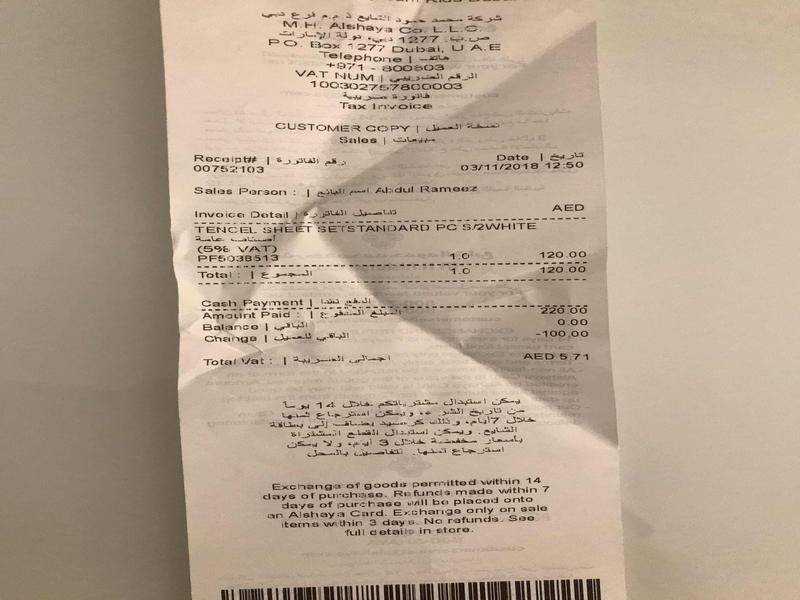 شركة محمد حمود الشايع ذ.م.م فرع دبي
M.H. Alshaya Co. L.L.C.
ص.ب. 1277 دبي، دولة الإمارات
P.O. Box 1277 Dubai, U.A.E
Telephone | هاتف
+971 - 800803
VAT NUM | الرقم الضريبي
100302757800003
فاتورة ضريبية
Tax Invoice
CUSTOMER COPY | نسخة العميل
Sales | مبيعات
Receipt# | رقم الفاتورة Date | تاريخ
00752103 03/11/2018 12:50
Sales Person : | اسم البائع Abdul Rameez
Invoice Detail | تفاصيل الفاتورة AED
TENCEL SHEET SETSTANDARD PC S/2WHITE
أصناف عامة
(5% VAT)
PF5038513 1.0 120.00
Total : | المجموع 1.0 120.00
Cash Payment | الدفع نقدا
Amount Paid : | المبلغ المدفوع 220.00
Balance | الباقي 0.00
Change | الباقي للعميل -100.00
Total Vat : | اجمالي الضريبة AED 5.71
يمكن استبدال مشترياتكم خلال 14 يوماً
من تاريخ الشراء، ويمكن استرجاع ثمنها
خلال 7أيام، وذلك كرصيد يضاف إلى بطاقة
الشايع. ويمكن استبدال القطع المشتراة
بأسعار مخفضة خلال 3 أيام، ولا يمكن
استرجاع ثمنها. التفاصيل بالمحل
Exchange of goods permitted within 14
days of purchase. Refunds made within 7
days of purchase will be placed onto
an Alshaya Card. Exchange only on sale
items within 3 days. No refunds. See
full details in store.